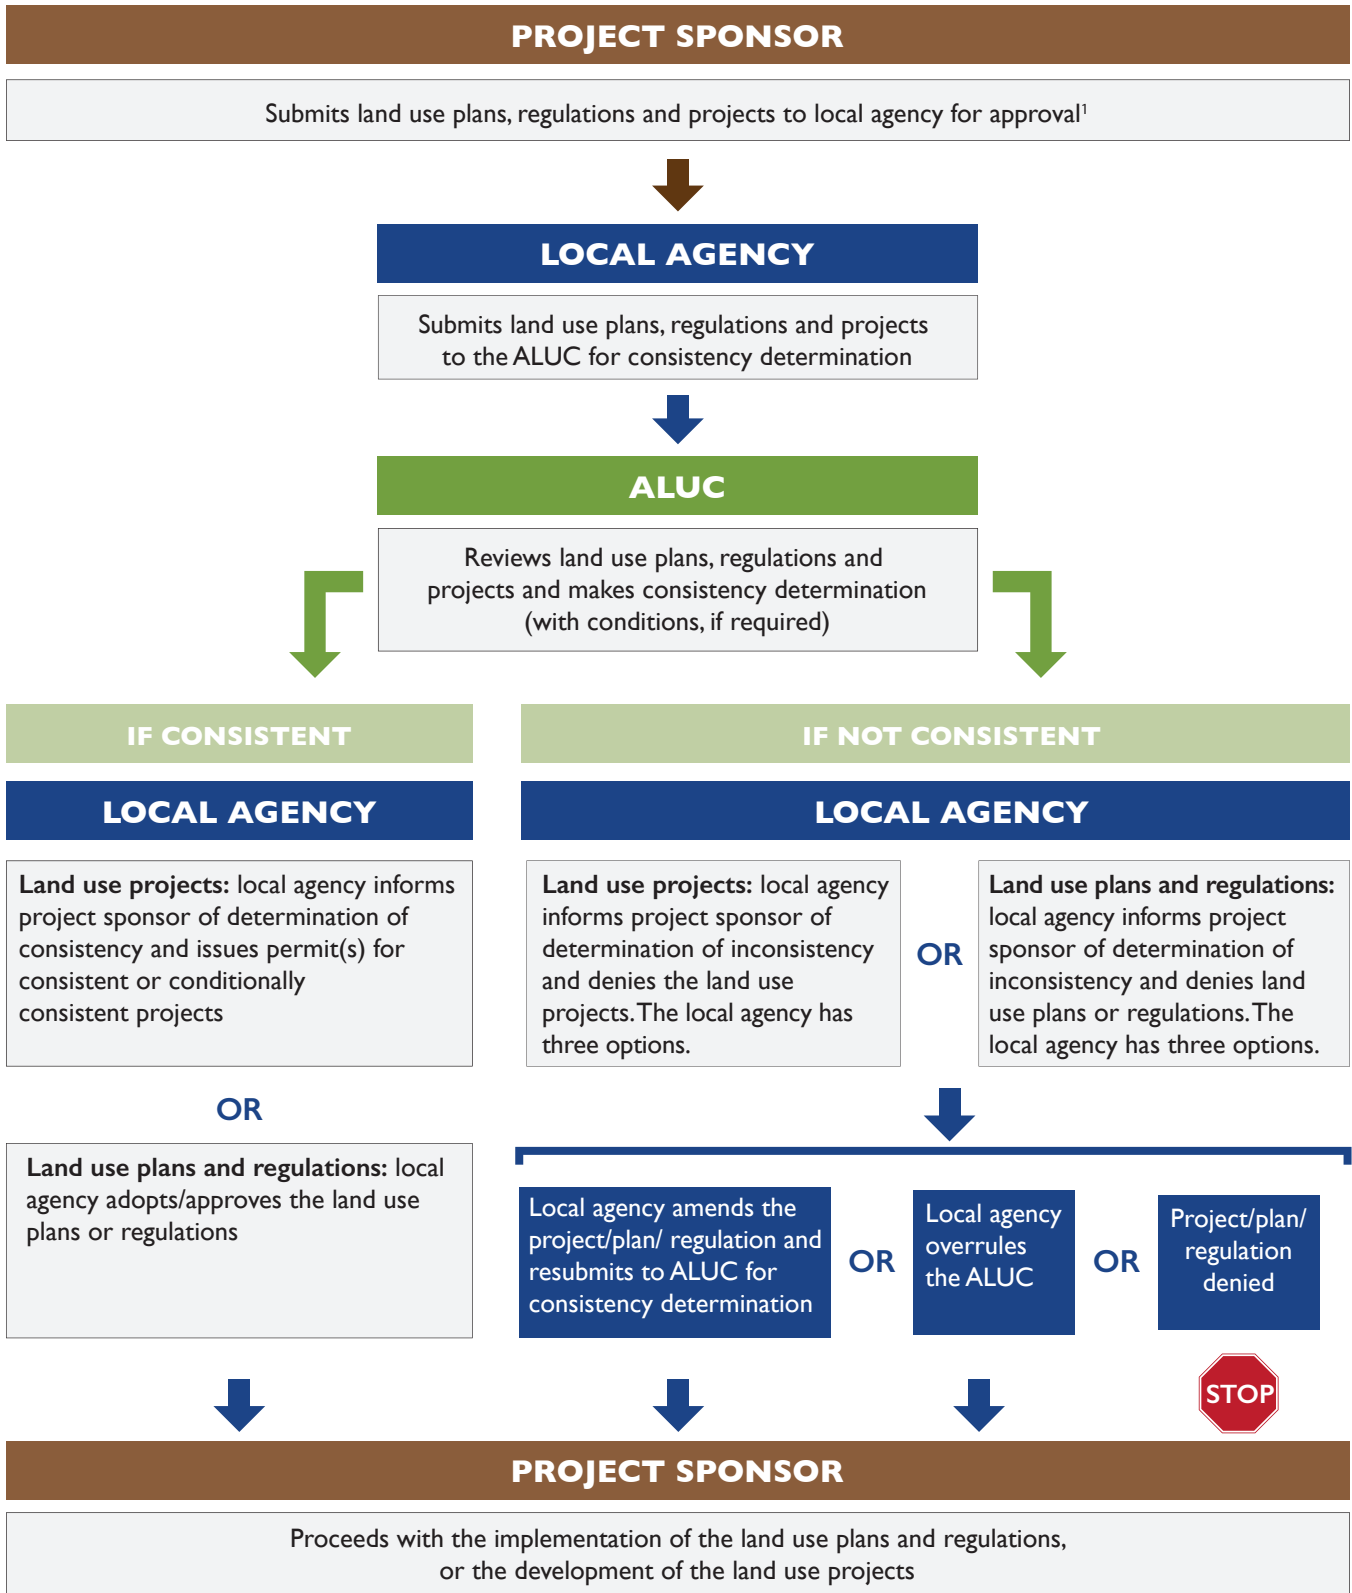 PROJECT SPONSOR
Submits land use plans, regulations and projects to local agency for approval¹
LOCAL AGENCY
Submits land use plans, regulations and projects
to the ALUC for consistency determination
ALUC
Reviews land use plans, regulations and
projects and makes consistency determination
(with conditions, if required)
IF CONSISTENT
LOCAL AGENCY
Land use projects: local agency informs
project sponsor of determination of
consistency and issues permit(s) for
consistent or conditionally
consistent projects
OR
Land use plans and regulations: local
agency adopts/approves the land use
plans or regulations
IF NOT CONSISTENT
LOCAL AGENCY
Land use projects: local agency
informs project sponsor of
determination of inconsistency
and denies the land use
projects. The local agency has
three options.
OR
Land use plans and regulations:
local agency informs project
sponsor of determination of
inconsistency and denies land
use plans or regulations. The
local agency has three options.
Local agency amends the
project/plan/ regulation and
resubmits to ALUC for
consistency determination
OR
Local agency
overrules
the ALUC
OR
Project/plan/
regulation
denied
STOP
PROJECT SPONSOR
Proceeds with the implementation of the land use plans and regulations,
or the development of the land use projects